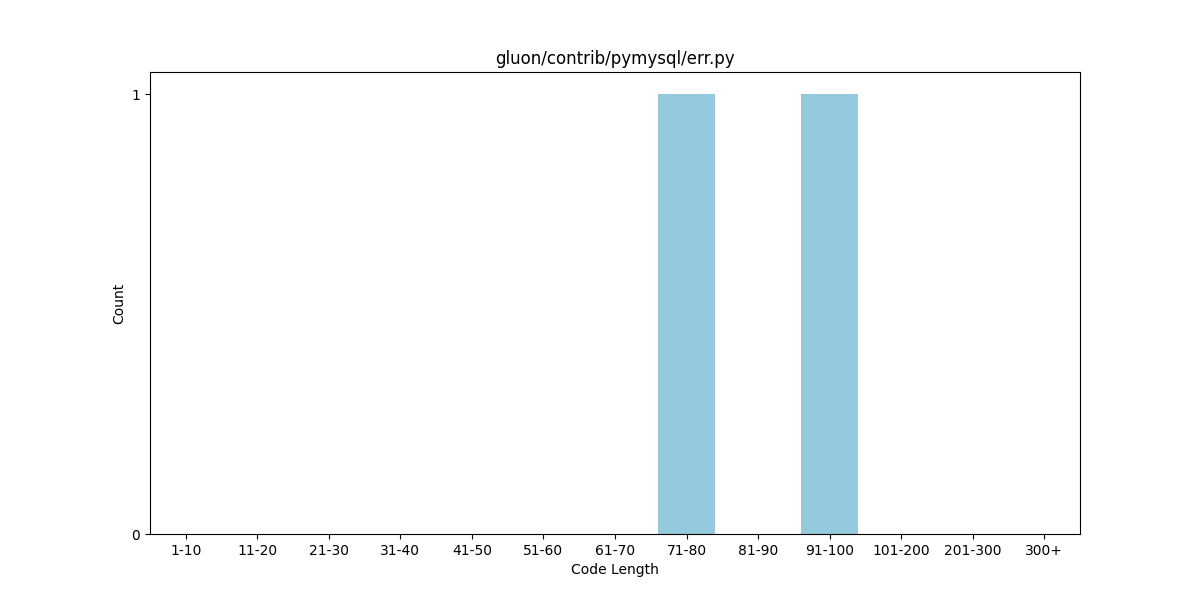 gluon/contrib/pymysql/err.py
1
Count
0
1-10 11-20 21-30 31-40 41-50 51-60 61-70 71-80 81-90 91-100 101-200 201-300 300+
Code Length